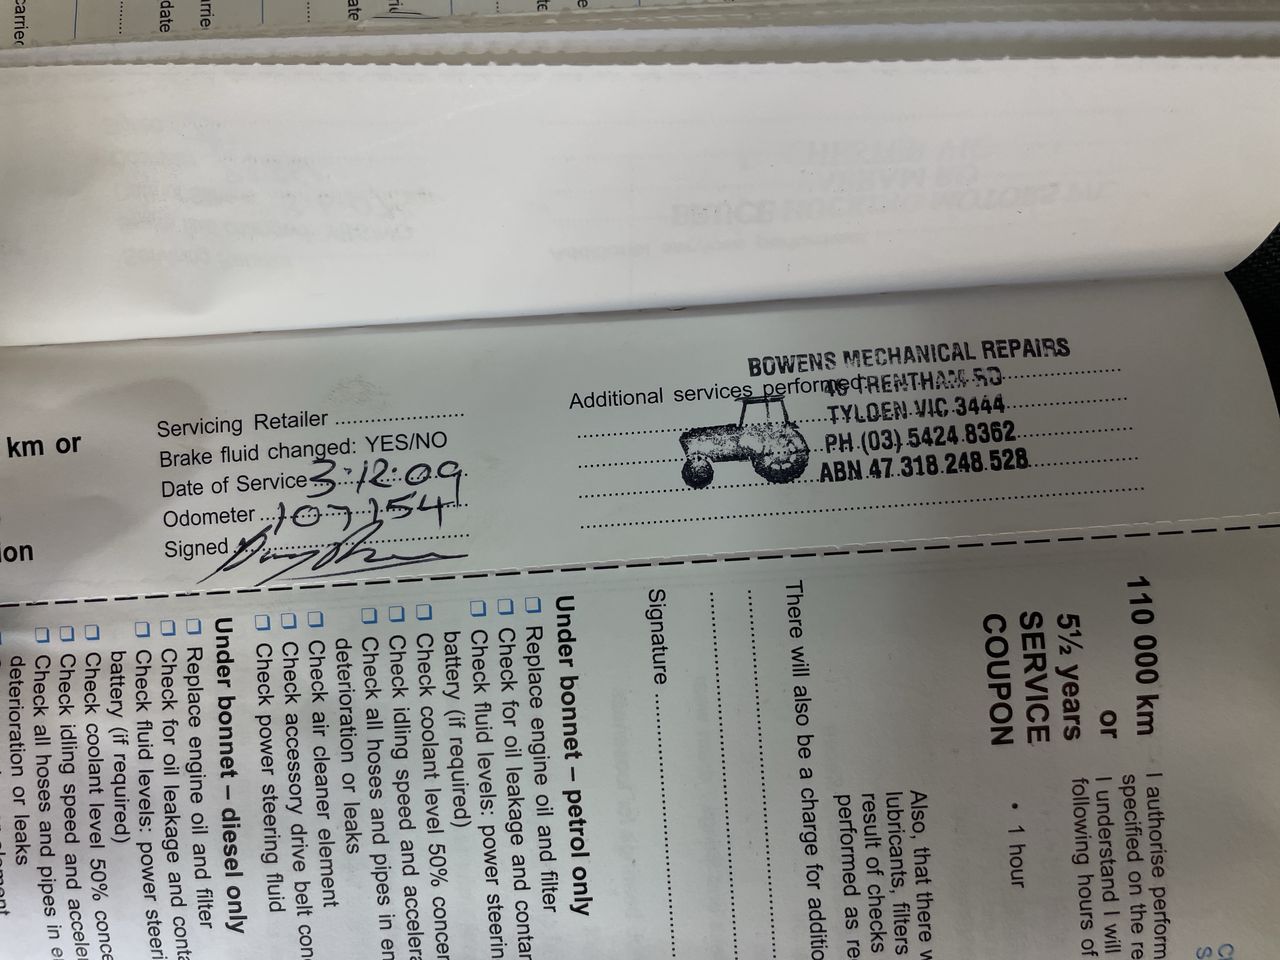 km or
ion
Servicing Retailer ........................
Brake fluid changed: YES/NO
Date of Service 3.12.09
Odometer 107154
Signed
Additional services performed
BOWENS MECHANICAL REPAIRS
TRENTHAM RD
TYLDEN VIC 3444
PH (03) 5424 8362
ABN 47 318 248 528
110 000 km
or
5½ years
SERVICE
COUPON
I authorise perform
specified on the re
I understand I will
following hours of
• 1 hour
Also, that there w
lubricants, filters
result of checks
performed as re
There will also be a charge for additio
Signature ........................
Under bonnet – petrol only
❏ Replace engine oil and filter
❏ Check for oil leakage and contar
❏ Check fluid levels: power steerin
battery (if required)
❏ Check coolant level 50% concer
❏ Check idling speed and accelera
❏ Check all hoses and pipes in en
deterioration or leaks
❏ Check air cleaner element
❏ Check accessory drive belt con
❏ Check power steering fluid
Under bonnet – diesel only
❏ Replace engine oil and filter
❏ Check for oil leakage and conta
❏ Check fluid levels: power steeri
battery (if required)
❏ Check coolant level 50% conce
❏ Check idling speed and acceler
❏ Check all hoses and pipes in e
deterioration or leaks